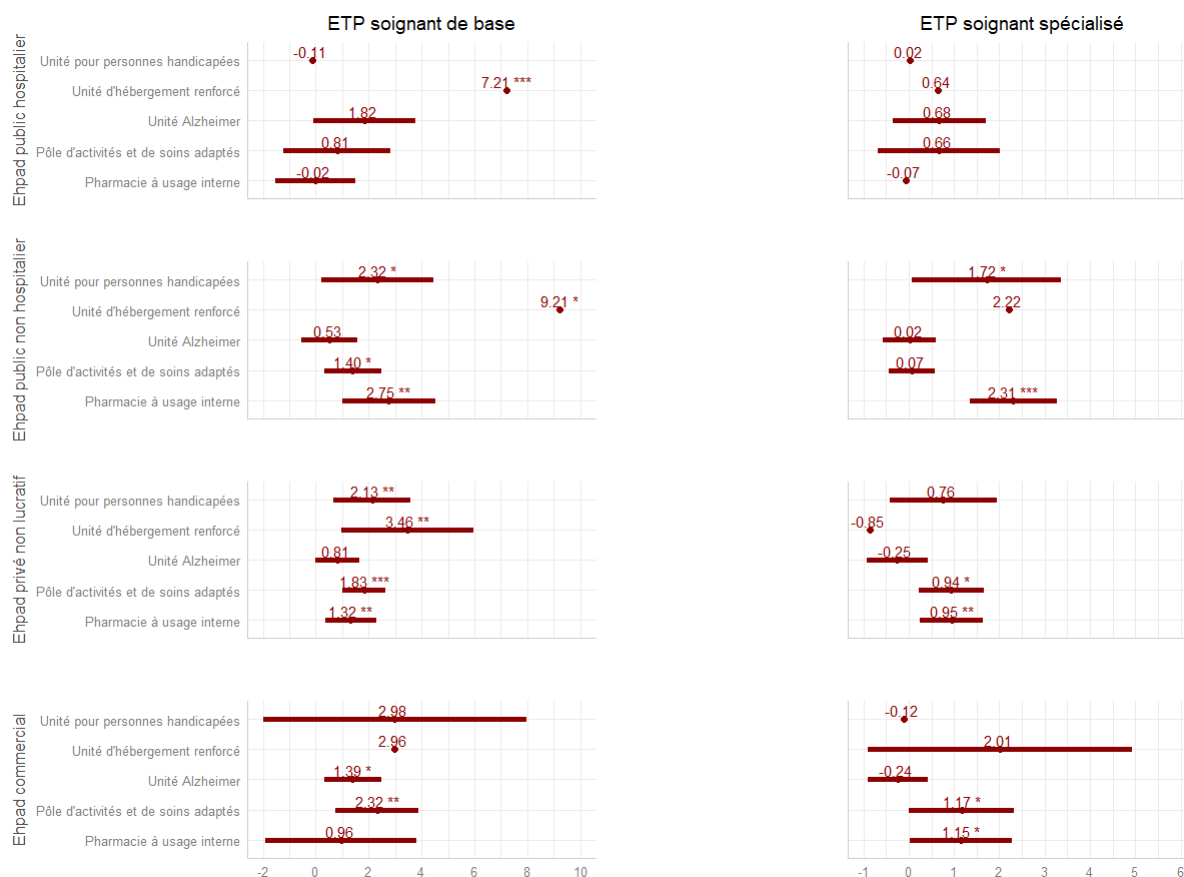 ETP soignant de base
ETP soignant spécialisé
Ehpad public hospitalier
Unité pour personnes handicapées
-0.11
0.02
Unité d'hébergement renforcé
7.21 ***
0.64
Unité Alzheimer
1.82
0.68
Pôle d'activités et de soins adaptés
0.81
0.66
Pharmacie à usage interne
-0.02
-0.07
Ehpad public non hospitalier
Unité pour personnes handicapées
2.32 *
1.72 *
Unité d'hébergement renforcé
9.21 *
2.22
Unité Alzheimer
0.53
0.02
Pôle d'activités et de soins adaptés
1.40 *
0.07
Pharmacie à usage interne
2.75 **
2.31 ***
Ehpad privé non lucratif
Unité pour personnes handicapées
2.13 **
0.76
Unité d'hébergement renforcé
3.46 **
-0.85
Unité Alzheimer
0.81
-0.25
Pôle d'activités et de soins adaptés
1.83 ***
0.94 *
Pharmacie à usage interne
1.32 **
0.95 **
Ehpad commercial
Unité pour personnes handicapées
2.98
-0.12
Unité d'hébergement renforcé
2.96
2.01
Unité Alzheimer
1.39 *
-0.24
Pôle d'activités et de soins adaptés
2.32 **
1.17 *
Pharmacie à usage interne
0.96
1.15 *
-2 0 2 4 6 8 10
-1 0 1 2 3 4 5 6